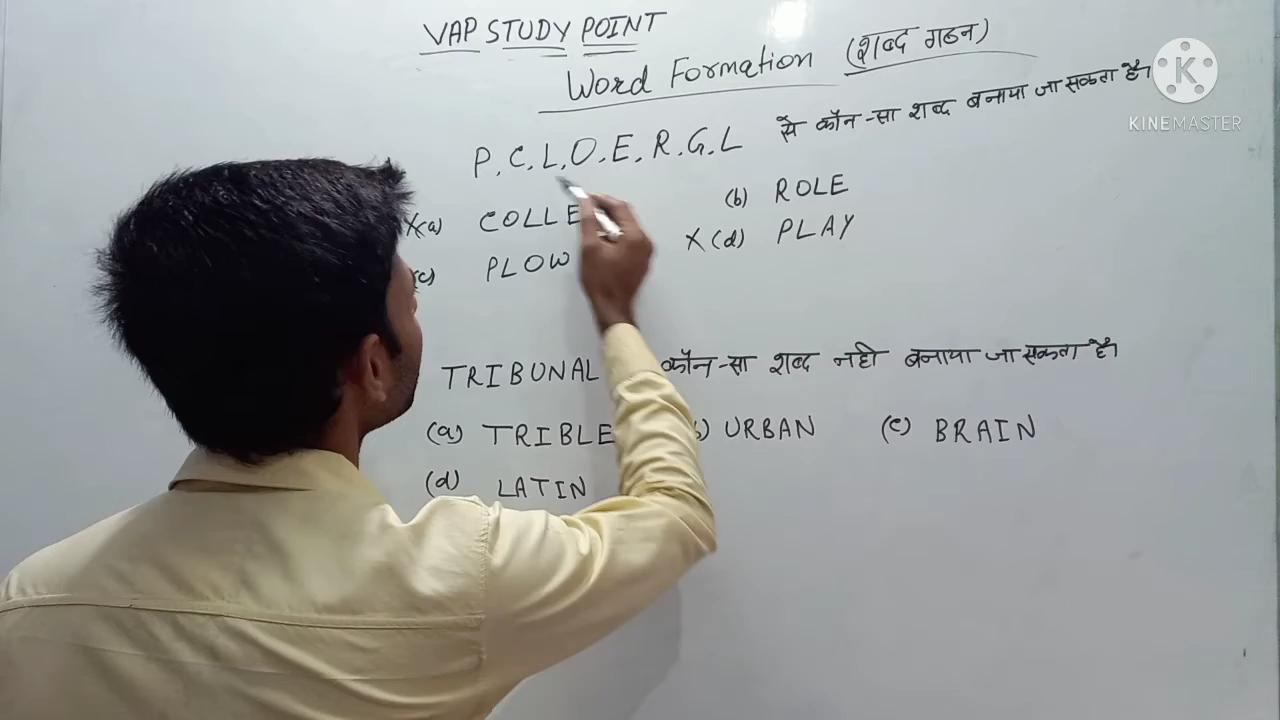 VAP STUDY POINT
Word Formation (शब्द गठन)
P, C, L, O, E, R, G, L से कौन-सा शब्द बनाया जा सकता है।
X(a) COLLE
(b) ROLE
(c) PLOW
X (d) PLAY
TRIBUNAL कौन-सा शब्द नही बनाया जा सकता है।
(a) TRIBLE ) URBAN (c) BRAIN
(d) LATIN
KINEMASTER